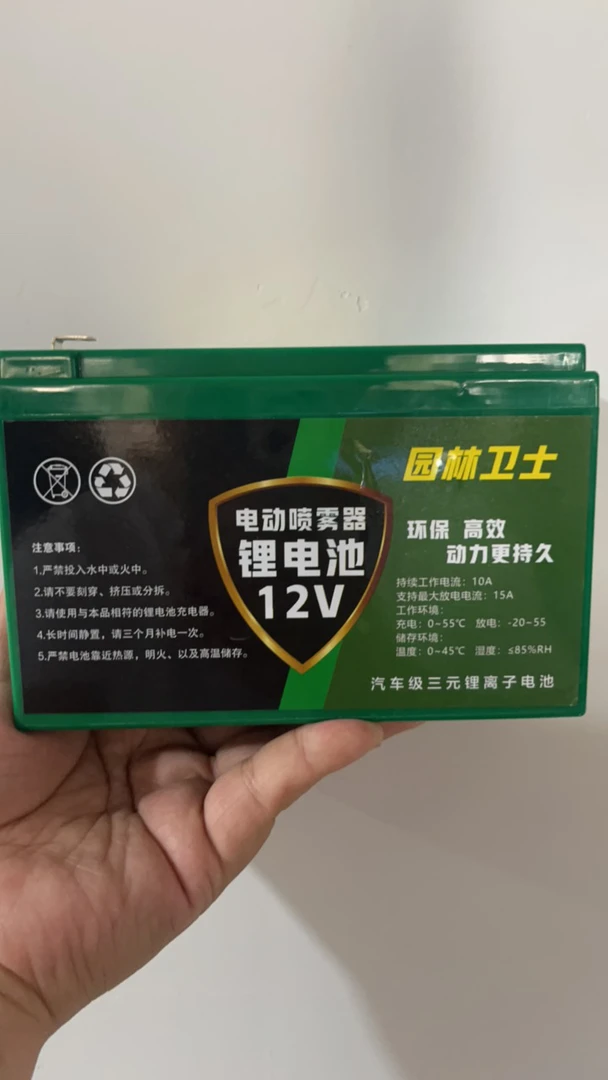 注意事项：
1.严禁投入水中或火中。
2.请不要刻穿、挤压或分拆。
3.请使用与本品相符的锂电池充电器。
4.长时间静置，请三个月补电一次。
5.严禁电池靠近热源，明火、以及高温储存。
电动喷雾器
锂电池
12V
园林卫士
环保 高效
动力更持久
持续工作电流：10A
支持最大放电电流：15A
工作环境：
充电：0~55℃ 放电：-20~55
储存环境：
温度：0~45℃ 湿度：≤85%RH
汽车级三元锂离子电池